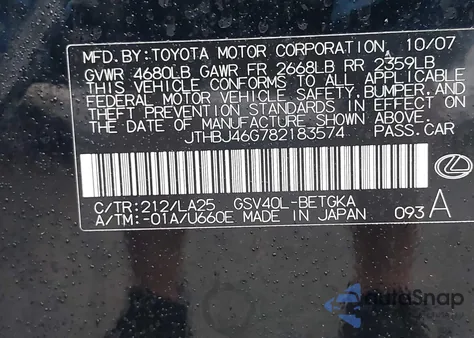 MFD. BY: TOYOTA MOTOR CORPORATION, 10/07
GVWR 4680LB GAWR FR 2668LB RR 2359LB
THIS VEHICLE CONFORMS TO ALL APPLICABLE
FEDERAL MOTOR VEHICLE SAFETY, BUMPER, AND
THEFT PREVENTION STANDARDS IN EFFECT ON
THE DATE OF MANUFACTURE SHOWN ABOVE.
JTHBJ46G782183574 PASS.CAR
C/TR: 212/LA25 GSV40L-BETGKA
A/TM: -01A/U660E MADE IN JAPAN 093 A
autoSnap